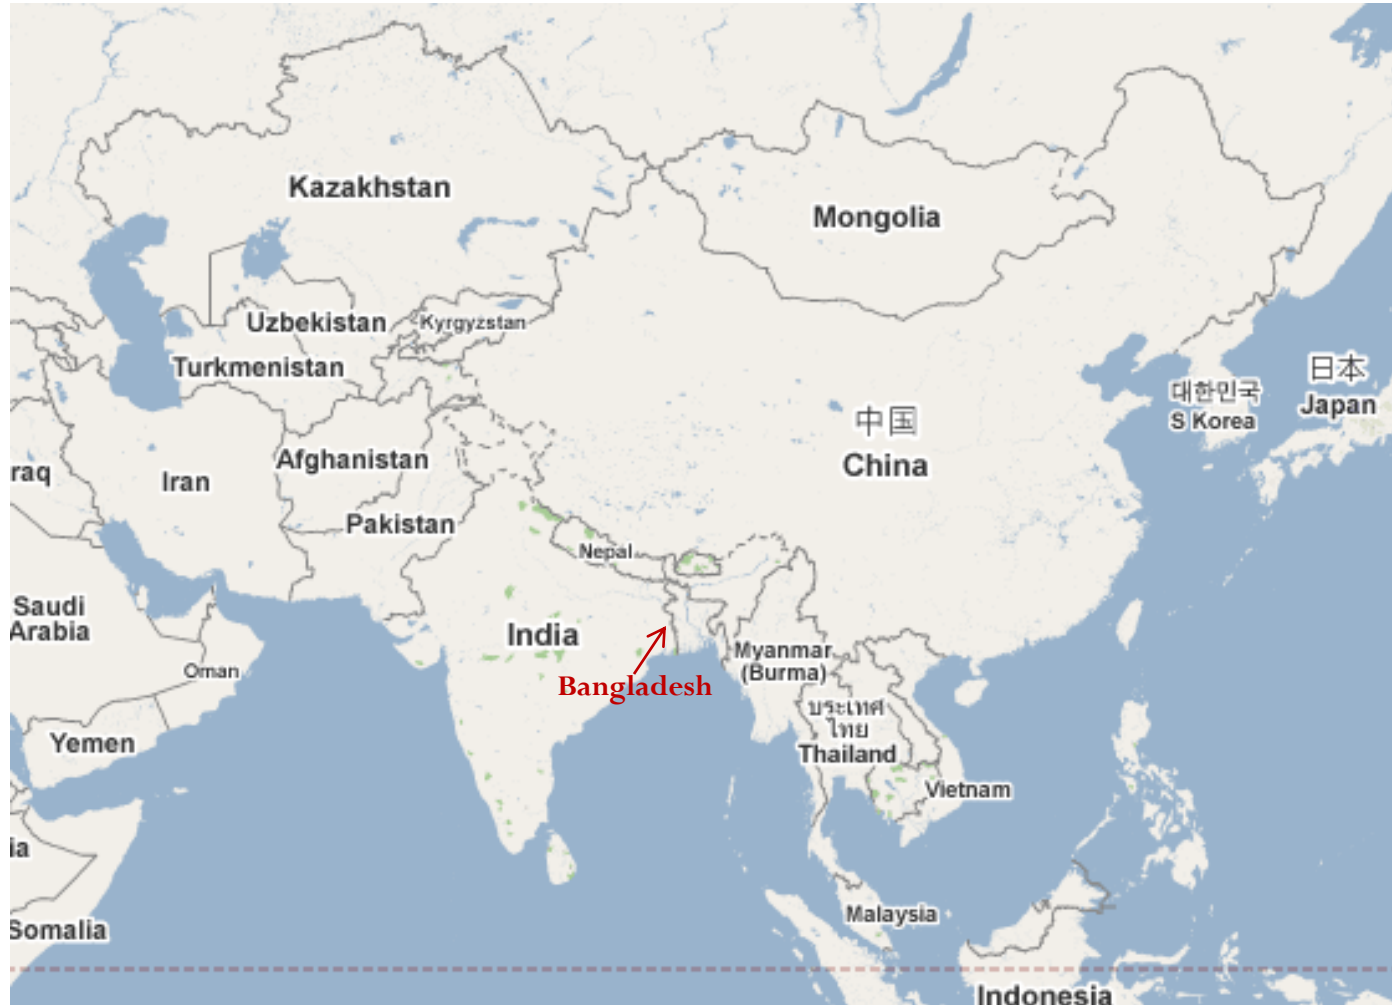 Kazakhstan
Mongolia
Uzbekistan
Kyrgyzstan
Turkmenistan
日本
Japan
대한민국
S Korea
中国
China
Afghanistan
raq
Iran
Pakistan
Nepal
Saudi
Arabia
India
Myanmar
(Burma)
Oman
Bangladesh
ประเทศ
ไทย
Thailand
Yemen
Vietnam
ia
Malaysia
Somalia
Indonesia